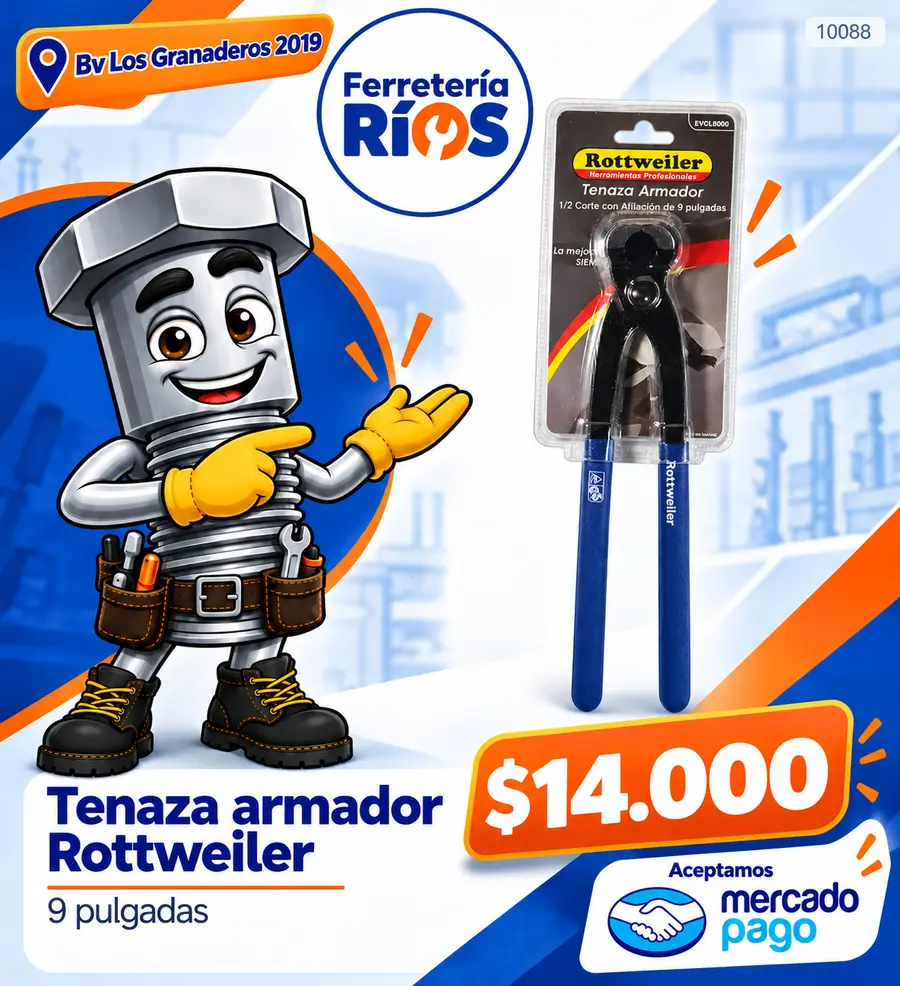 Bv Los Granaderos 2019
Ferretería
RÍOS
10088
EVCL8000
Rottweiler
Herramientas Profesionales
Tenaza Armador
1/2 Corte con Afilación de 9 pulgadas
La mejo
SIEM
Rottweiler
$14.000
Tenaza armador
Rottweiler
9 pulgadas
Aceptamos
mercado
pago